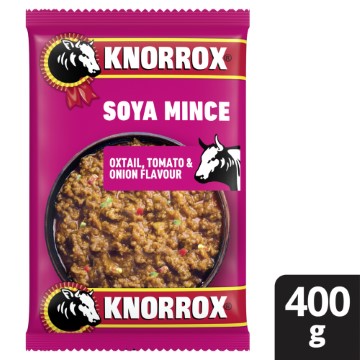 KNORROX®
SOYA MINCE
OXTAIL, TOMATO &
ONION FLAVOUR
KNORROX®
400
g